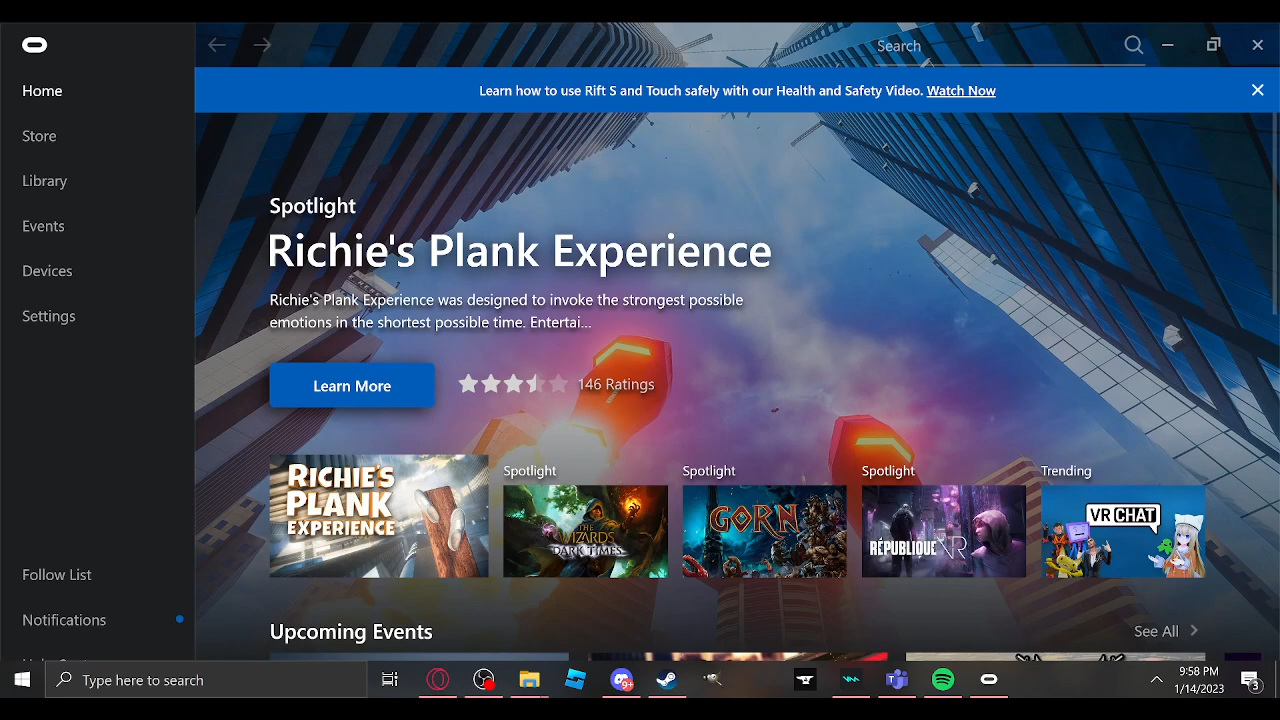 Search
Home
Store
Library
Events
Devices
Settings
Follow List
Notifications
Learn how to use Rift S and Touch safely with our Health and Safety Video. Watch Now
Spotlight
Richie's Plank Experience
Richie's Plank Experience was designed to invoke the strongest possible
emotions in the shortest possible time. Entertai...
Learn More
146 Ratings
RICHIE'S
PLANK
EXPERIENCE
Spotlight
THE
WIZARDS
DARK TIMES
Spotlight
GORN
Spotlight
RÉPUBLIQUE VR
Trending
VRCHAT
Upcoming Events
See All
Type here to search
9+
9:58 PM
1/14/2023
3